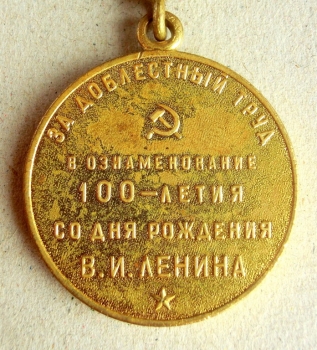 ЗА ДОБЛЕСТНЫЙ ТРУД
В ОЗНАМЕНОВАНИЕ
100-ЛЕТИЯ
СО ДНЯ РОЖДЕНИЯ
В.И.ЛЕНИНА